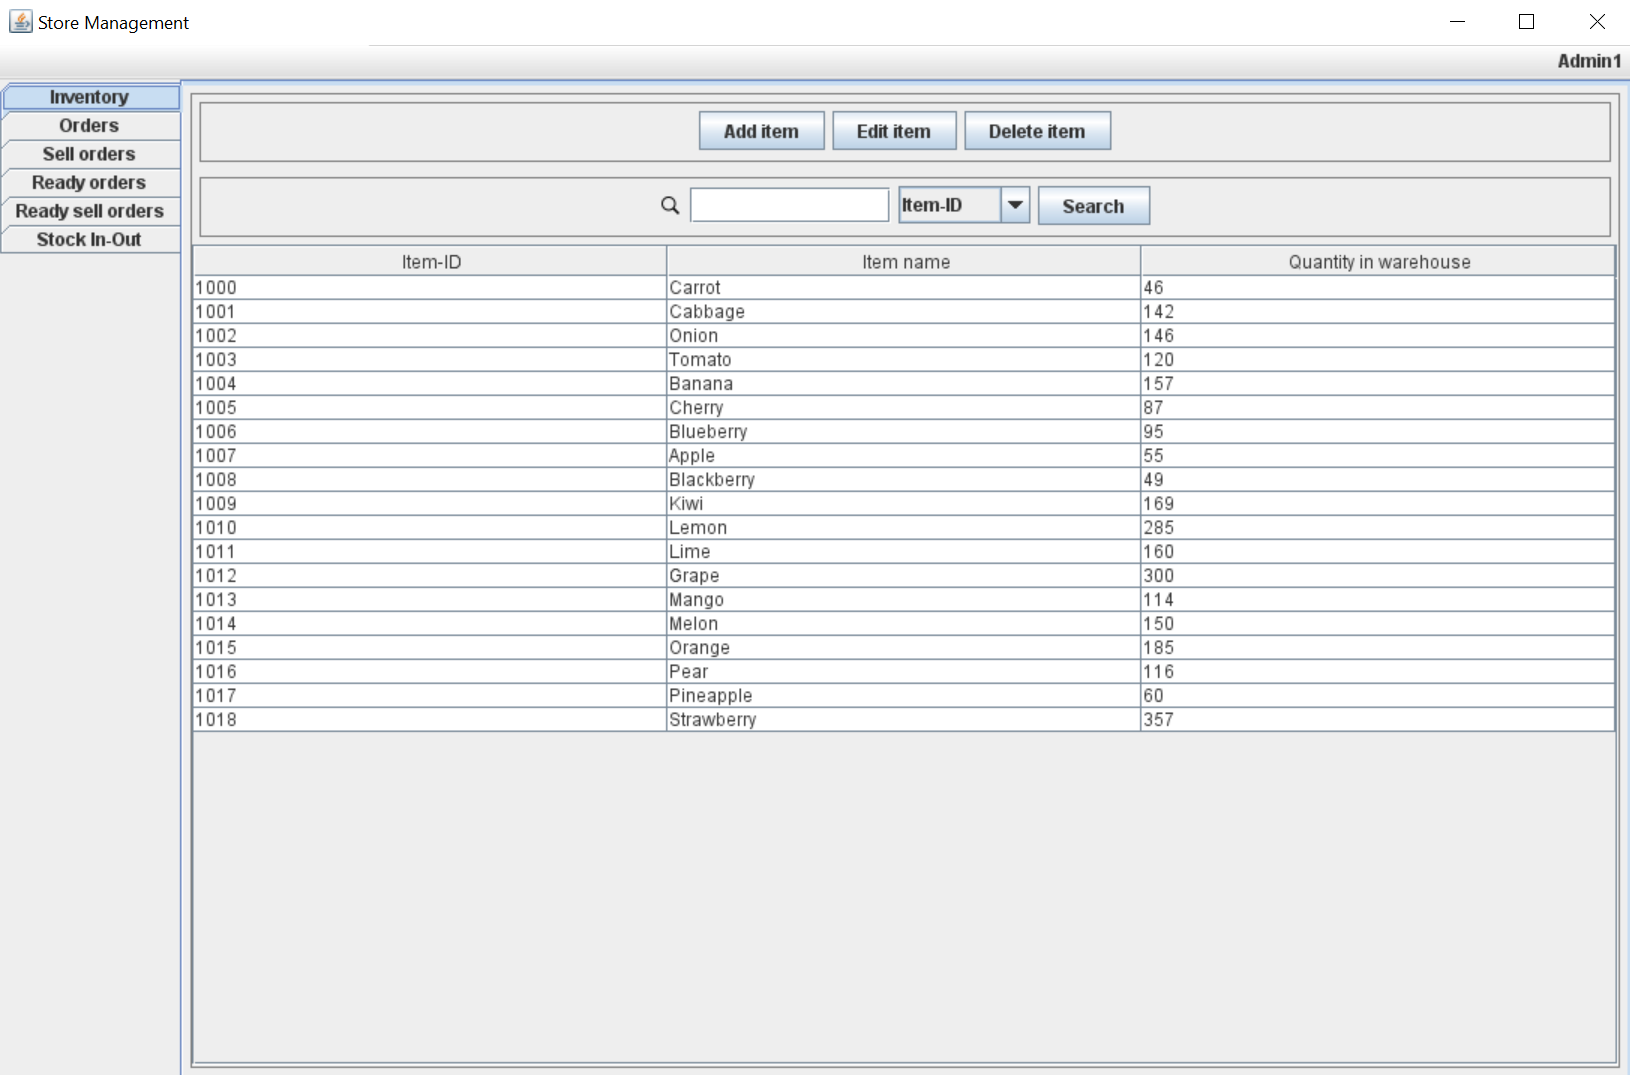 Store Management
Admin1
Inventory
Orders
Sell orders
Ready orders
Ready sell orders
Stock In-Out
Add item Edit item Delete item
Item-ID Search
Item-ID Item name Quantity in warehouse
1000 Carrot 46
1001 Cabbage 142
1002 Onion 146
1003 Tomato 120
1004 Banana 157
1005 Cherry 87
1006 Blueberry 95
1007 Apple 55
1008 Blackberry 49
1009 Kiwi 169
1010 Lemon 285
1011 Lime 160
1012 Grape 300
1013 Mango 114
1014 Melon 150
1015 Orange 185
1016 Pear 116
1017 Pineapple 60
1018 Strawberry 357